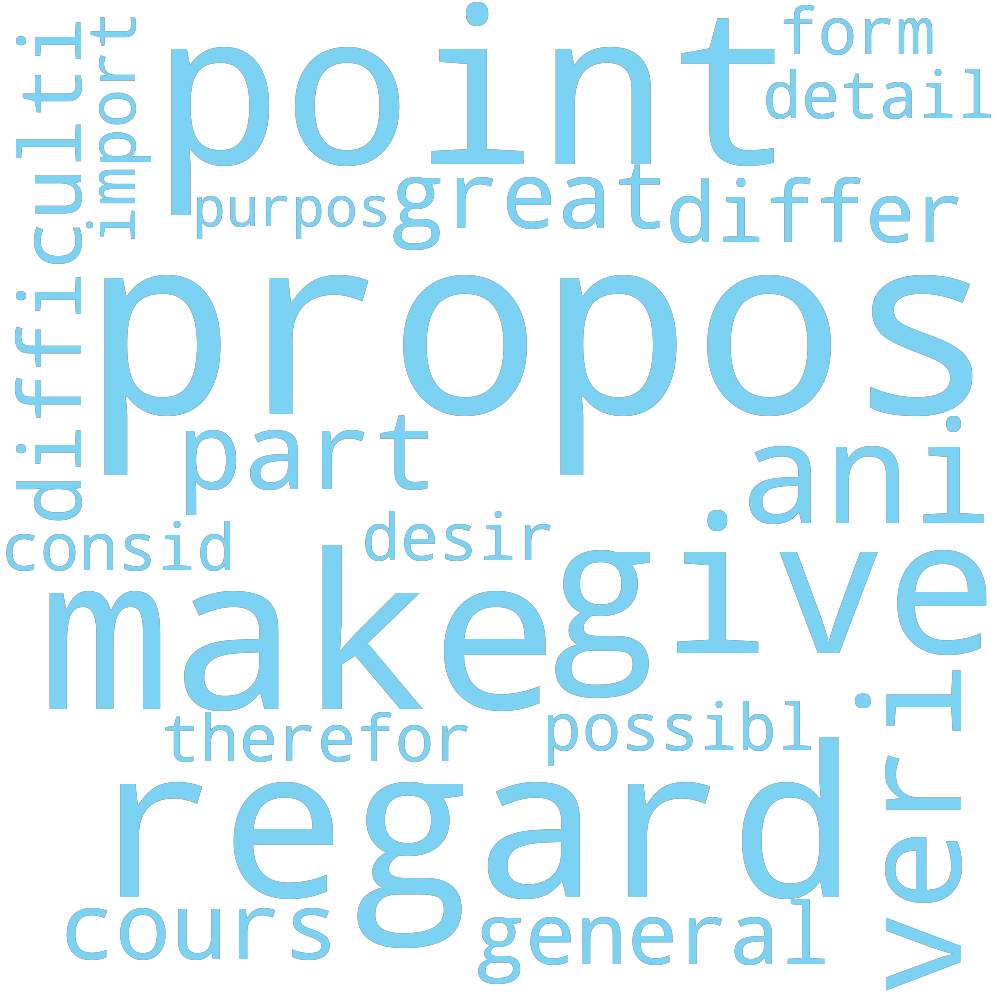 difficulti
import
point
form
detail
purpos
great
differ
propos
part
ani
consid
desir
make
give
therefor
possibl
veri
regard
cours
general